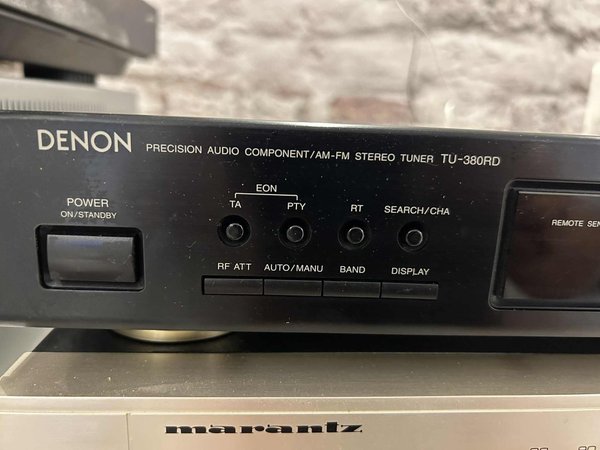 DENON PRECISION AUDIO COMPONENT/AM-FM STEREO TUNER TU-380RD
POWER
ON/STANDBY
EON
TA PTY RT SEARCH/CHA
RF ATT AUTO/MANU BAND DISPLAY
REMOTE SEN
marantz